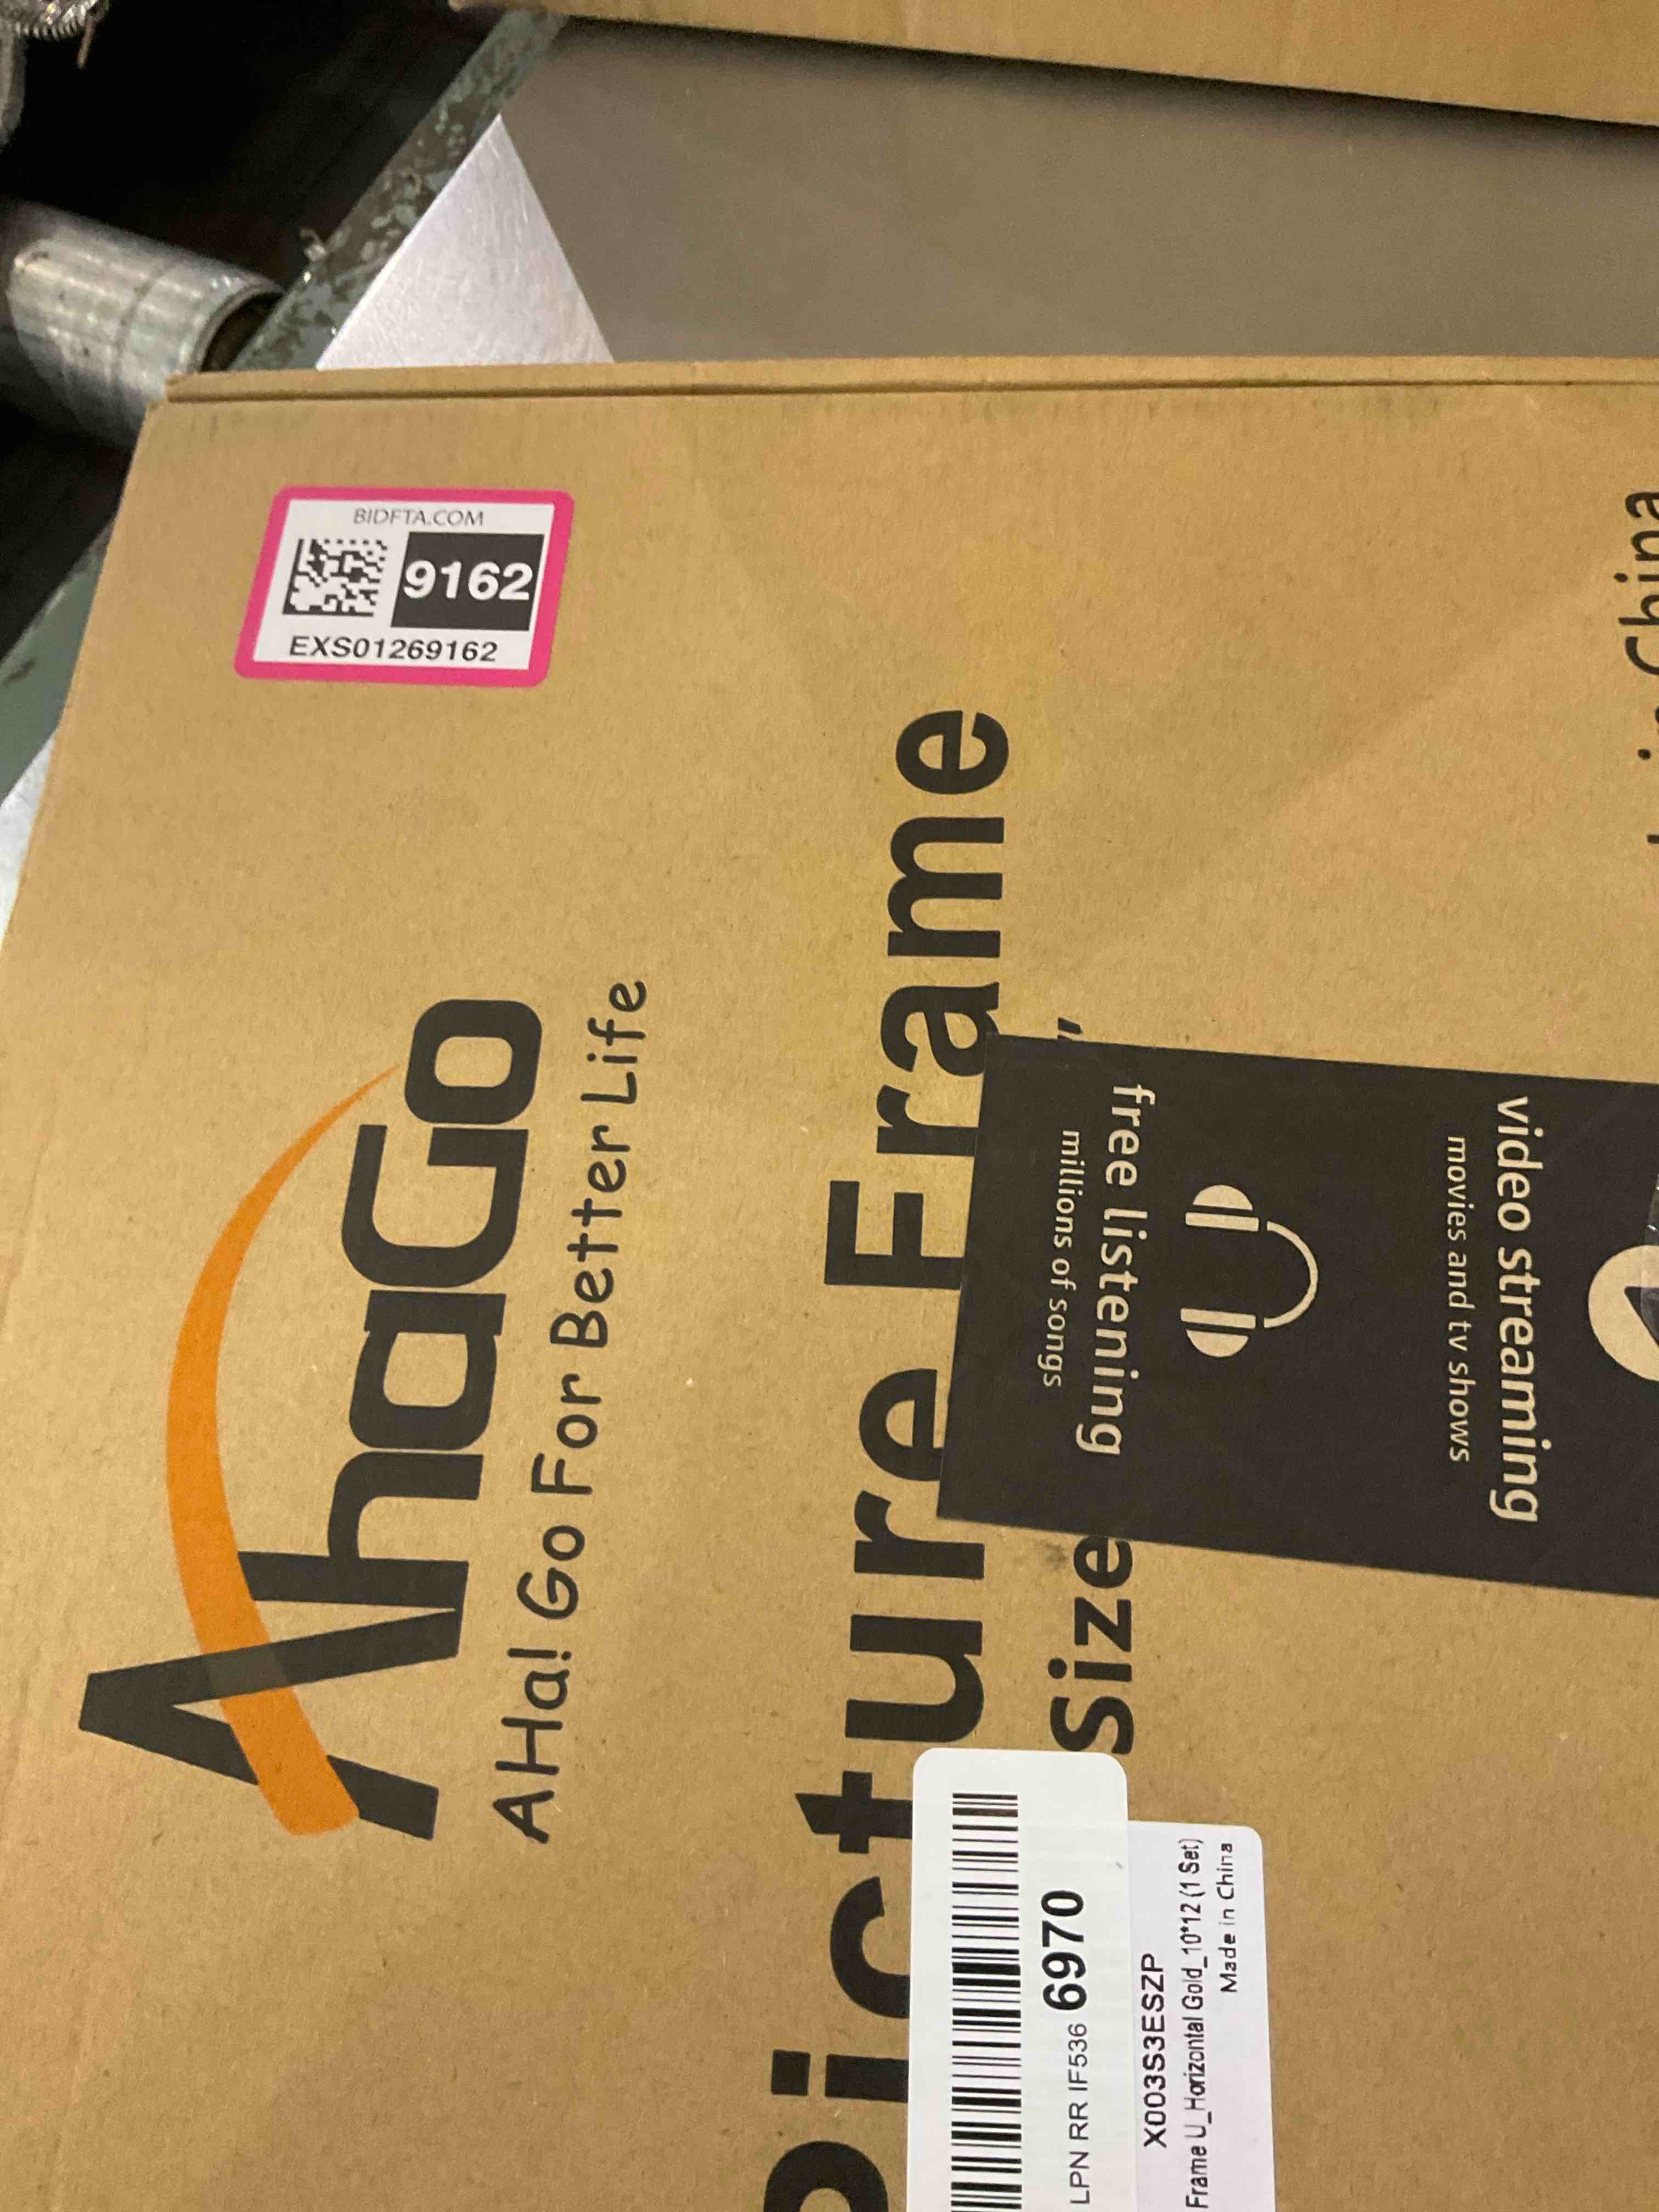 BIDFTA.COM
9162
EXS01269162
AhaGo
AHa! Go For Better Life
Picture Frame
Size
free listening
millions of songs
video streaming
movies and tv shows
LPN RR IF536 6970
X003S3ESZP
Frame U_Horizontal Gold_10*12 (1 Set)
Made in China
in China